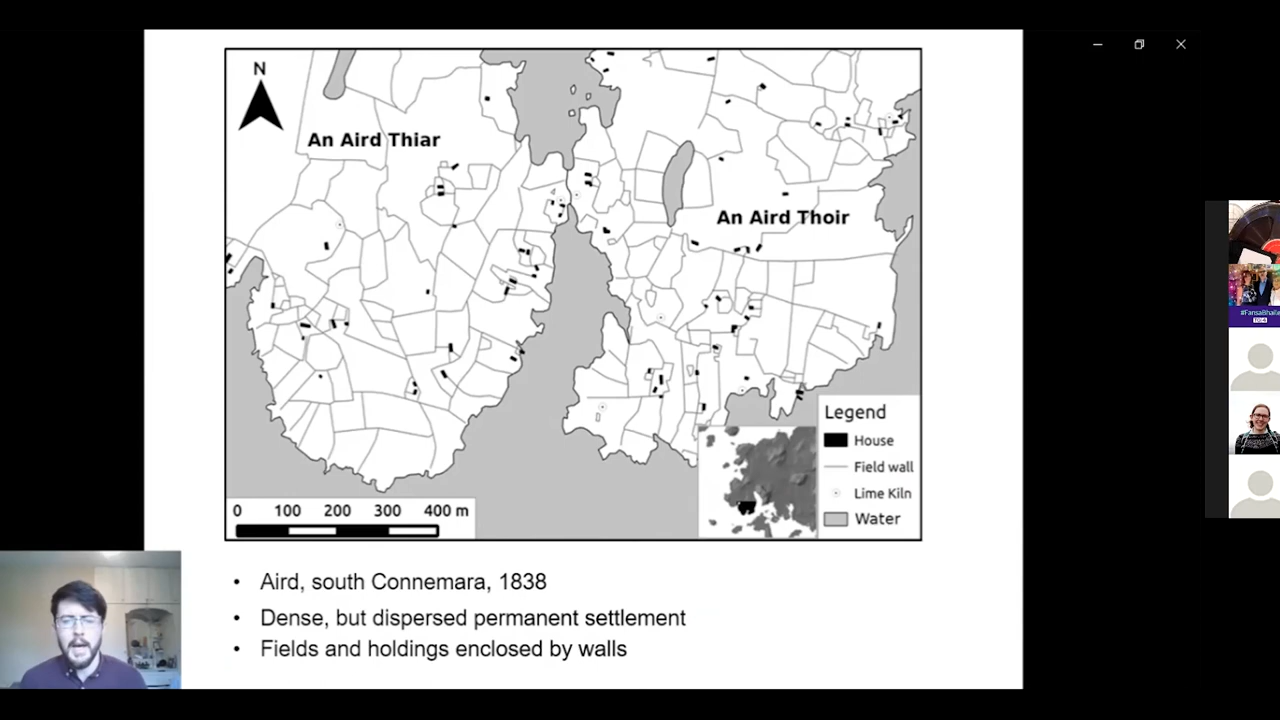 N
An Aird Thiar
An Aird Thoir
Legend
House
Field wall
Lime Kiln
Water
0 100 200 300 400 m
• Aird, south Connemara, 1838
• Dense, but dispersed permanent settlement
• Fields and holdings enclosed by walls